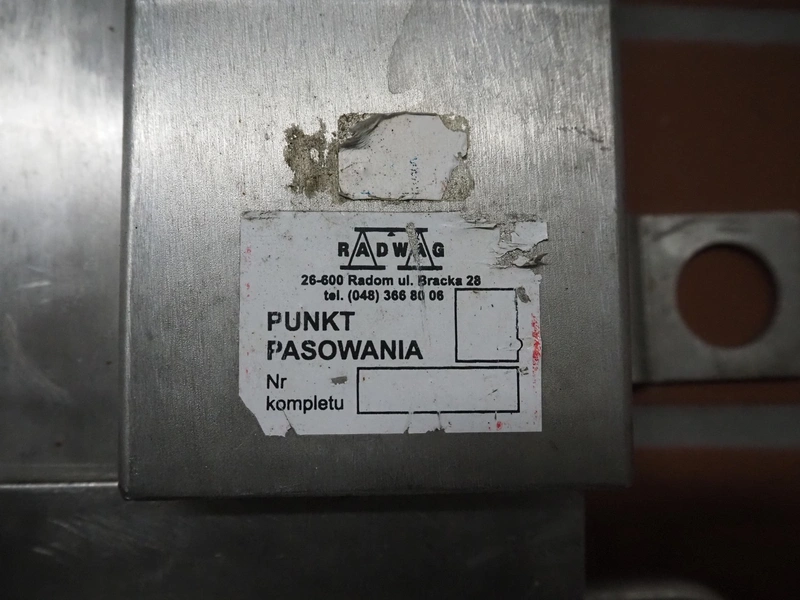 RADWAG
26-600 Radom ul. Bracka 28
tel. (048) 366 80 06
PUNKT
PASOWANIA
Nr
kompletu